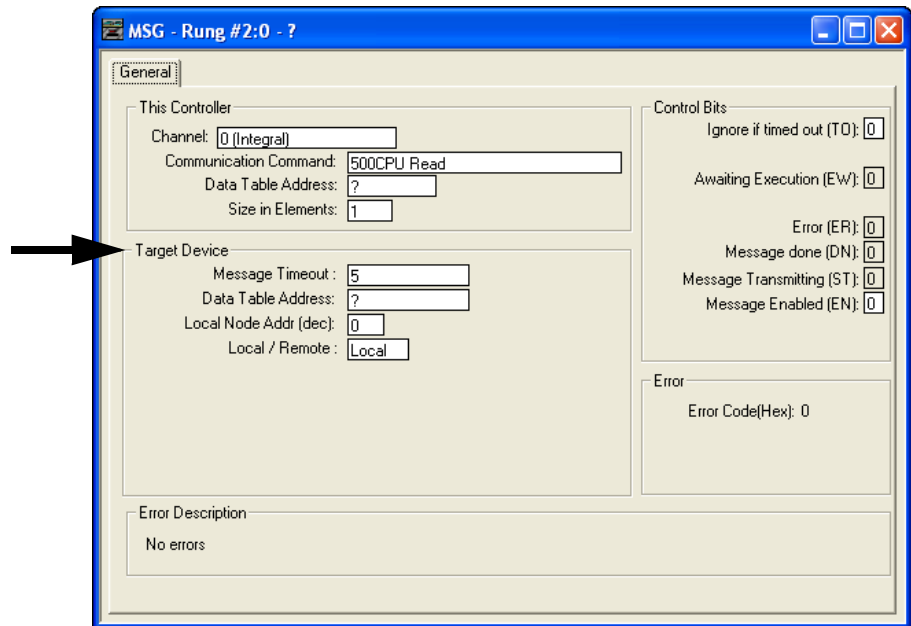 MSG - Rung #2:0 - ?
General
This Controller
Channel: 0 (Integral)
Communication Command: 500CPU Read
Data Table Address: ?
Size in Elements: 1
Target Device
Message Timeout : 5
Data Table Address: ?
Local Node Addr (dec): 0
Local / Remote : Local
Control Bits
Ignore if timed out (TO): 0
Awaiting Execution (EW): 0
Error (ER): 0
Message done (DN): 0
Message Transmitting (ST): 0
Message Enabled (EN): 0
Error
Error Code(Hex): 0
Error Description
No errors